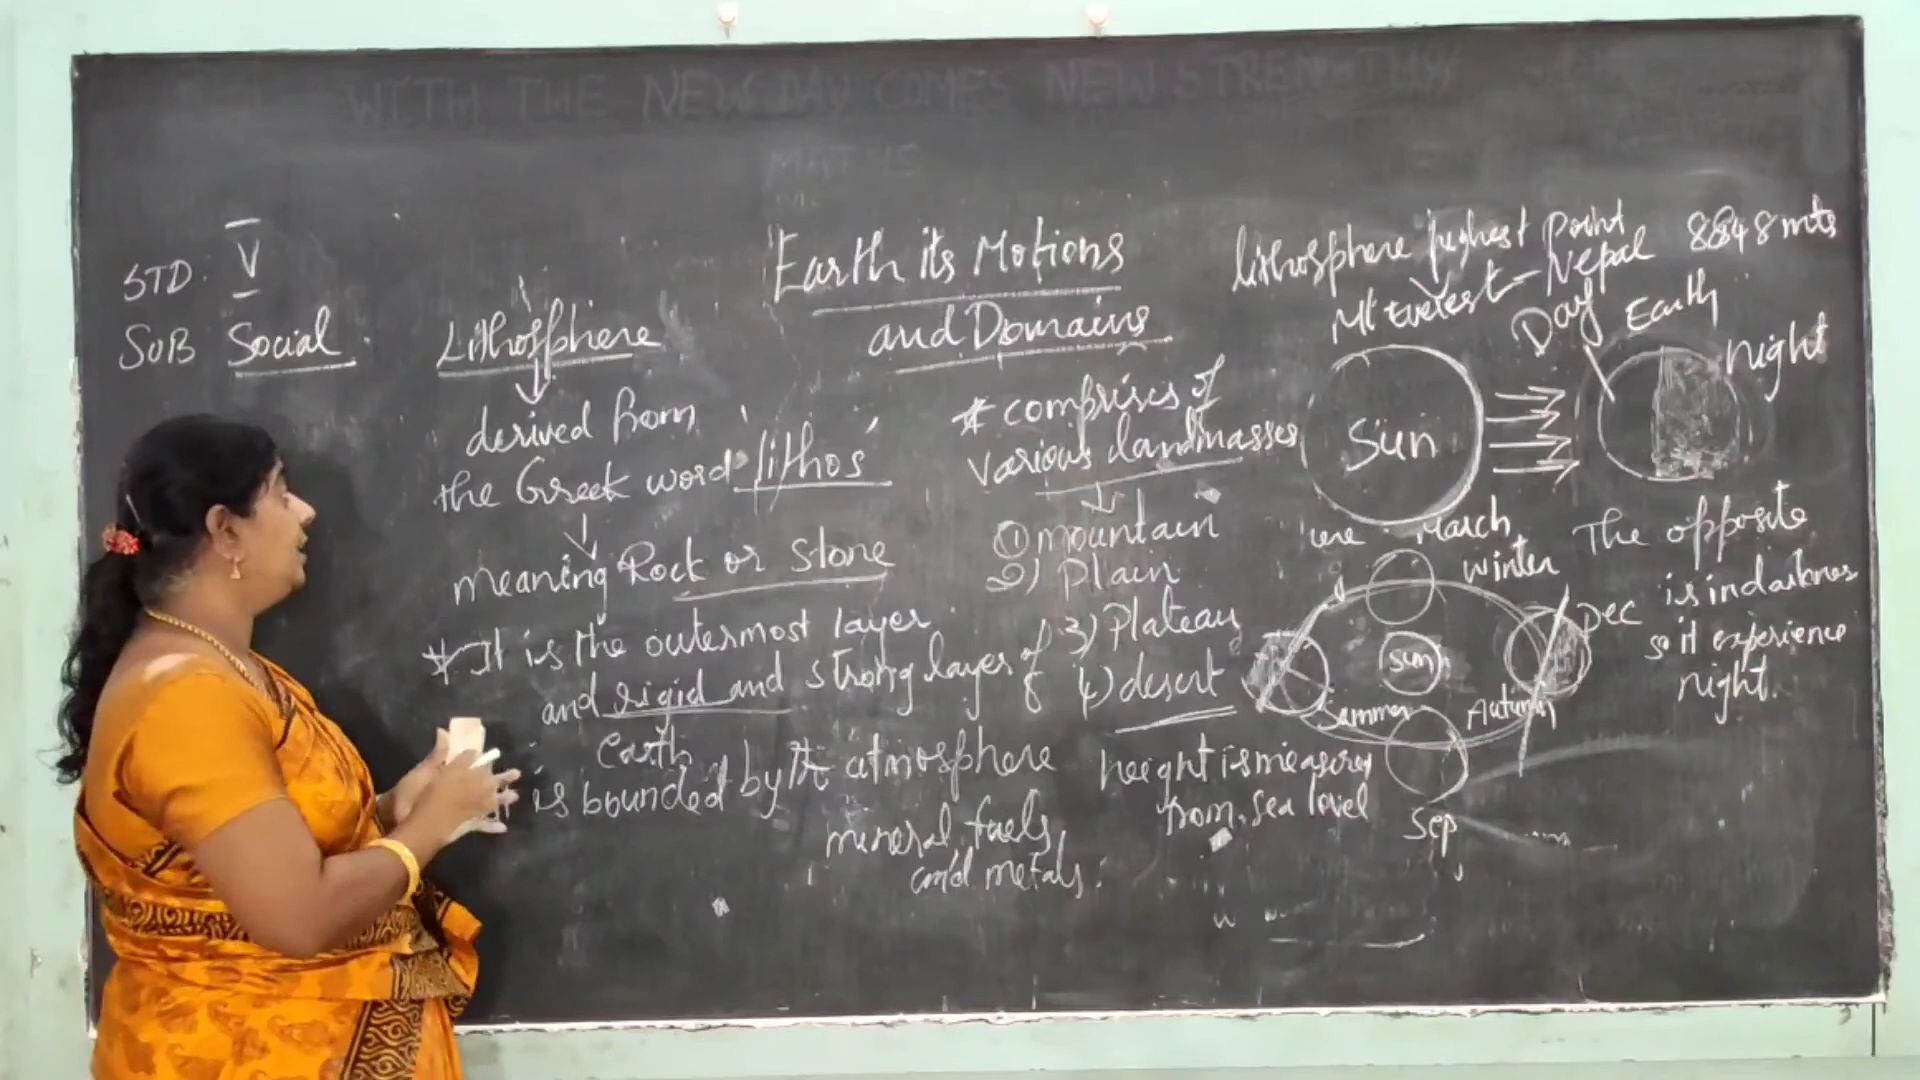 WITH THE NEW DAY COMES NEW STRENGTH
MATHS
STD: V
SUB Social
Earth its Motions
and Domains
Lithosphere
derived from
the Greek word 'lithos'
meaning Rock or Stone
* It is the outermost layer
and rigid and strong layer of
Earth
is bounded by the atmosphere
mineral fuels
and metals.
* comprises of
various landmasses
① mountain
2) Plain
3) Plateau
4) desert
height is measured
from sea level
lithosphere highest point
Mt Everest - Nepal 8848 mts
Day Earth
night
Sun
March
winter
Dec
Sun
Summer
Autumn
Sep
The opposite
is in darkness
so it experience
night.